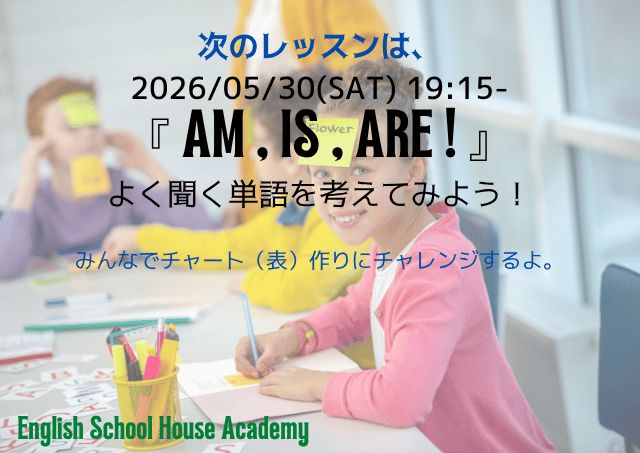 次のレッスンは、
2026/05/30(SAT) 19:15-
『 AM , IS , ARE ! 』
Flower
よく聞く単語を考えてみよう！
みんなでチャート（表）作りにチャレンジするよ。
English School House Academy